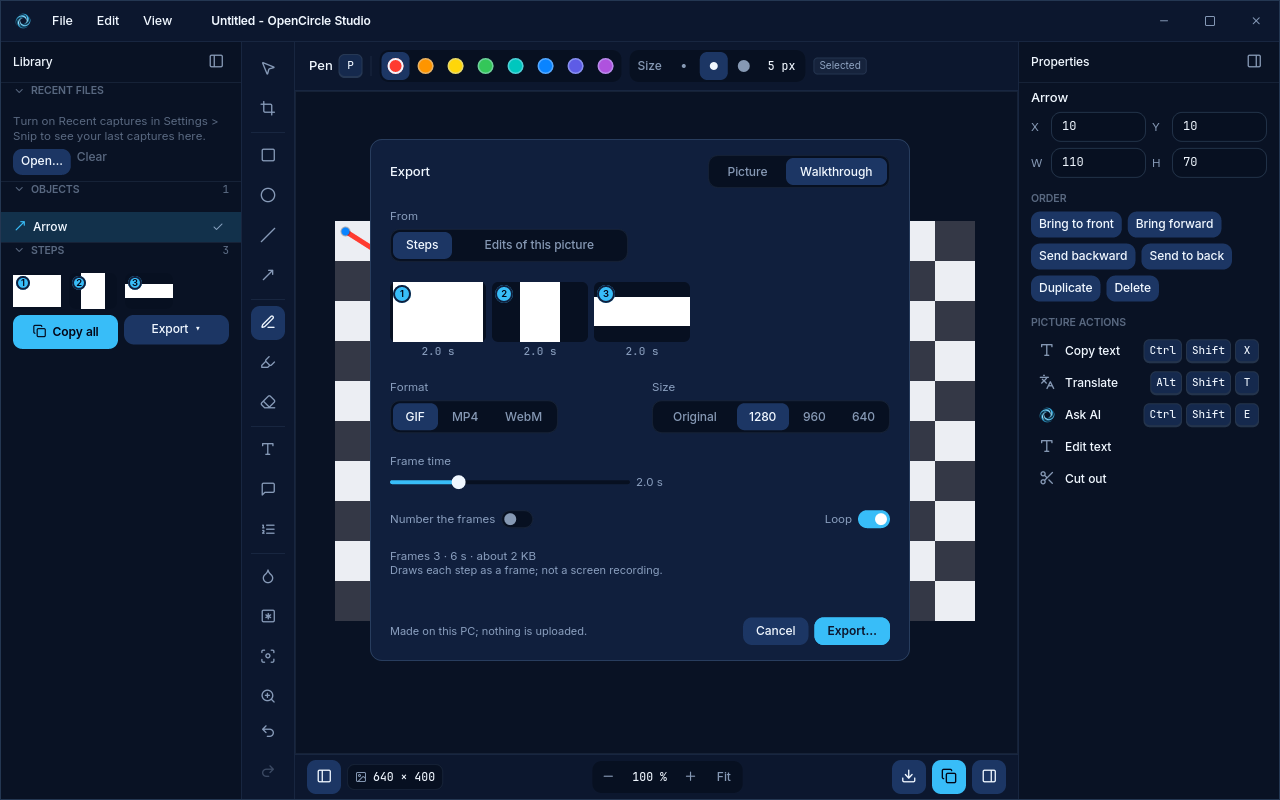 File Edit View Untitled - OpenCircle Studio
Library
RECENT FILES
Turn on Recent captures in Settings >
Snip to see your last captures here.
Open... Clear
OBJECTS 1
Arrow
STEPS 3
1 2 3
Copy all Export
Pen P Size 5 px Selected
Export Picture Walkthrough
From
Steps Edits of this picture
1 2 3
2.0 s 2.0 s 2.0 s
Format Size
GIF MP4 WebM Original 1280 960 640
Frame time
2.0 s
Number the frames Loop
Frames 3 · 6 s · about 2 KB
Draws each step as a frame; not a screen recording.
Made on this PC; nothing is uploaded. Cancel Export...
640 × 400 100 % Fit
Properties
Arrow
X 10 Y 10
W 110 H 70
ORDER
Bring to front Bring forward
Send backward Send to back
Duplicate Delete
PICTURE ACTIONS
Copy text Ctrl Shift X
Translate Alt Shift T
Ask AI Ctrl Shift E
Edit text
Cut out